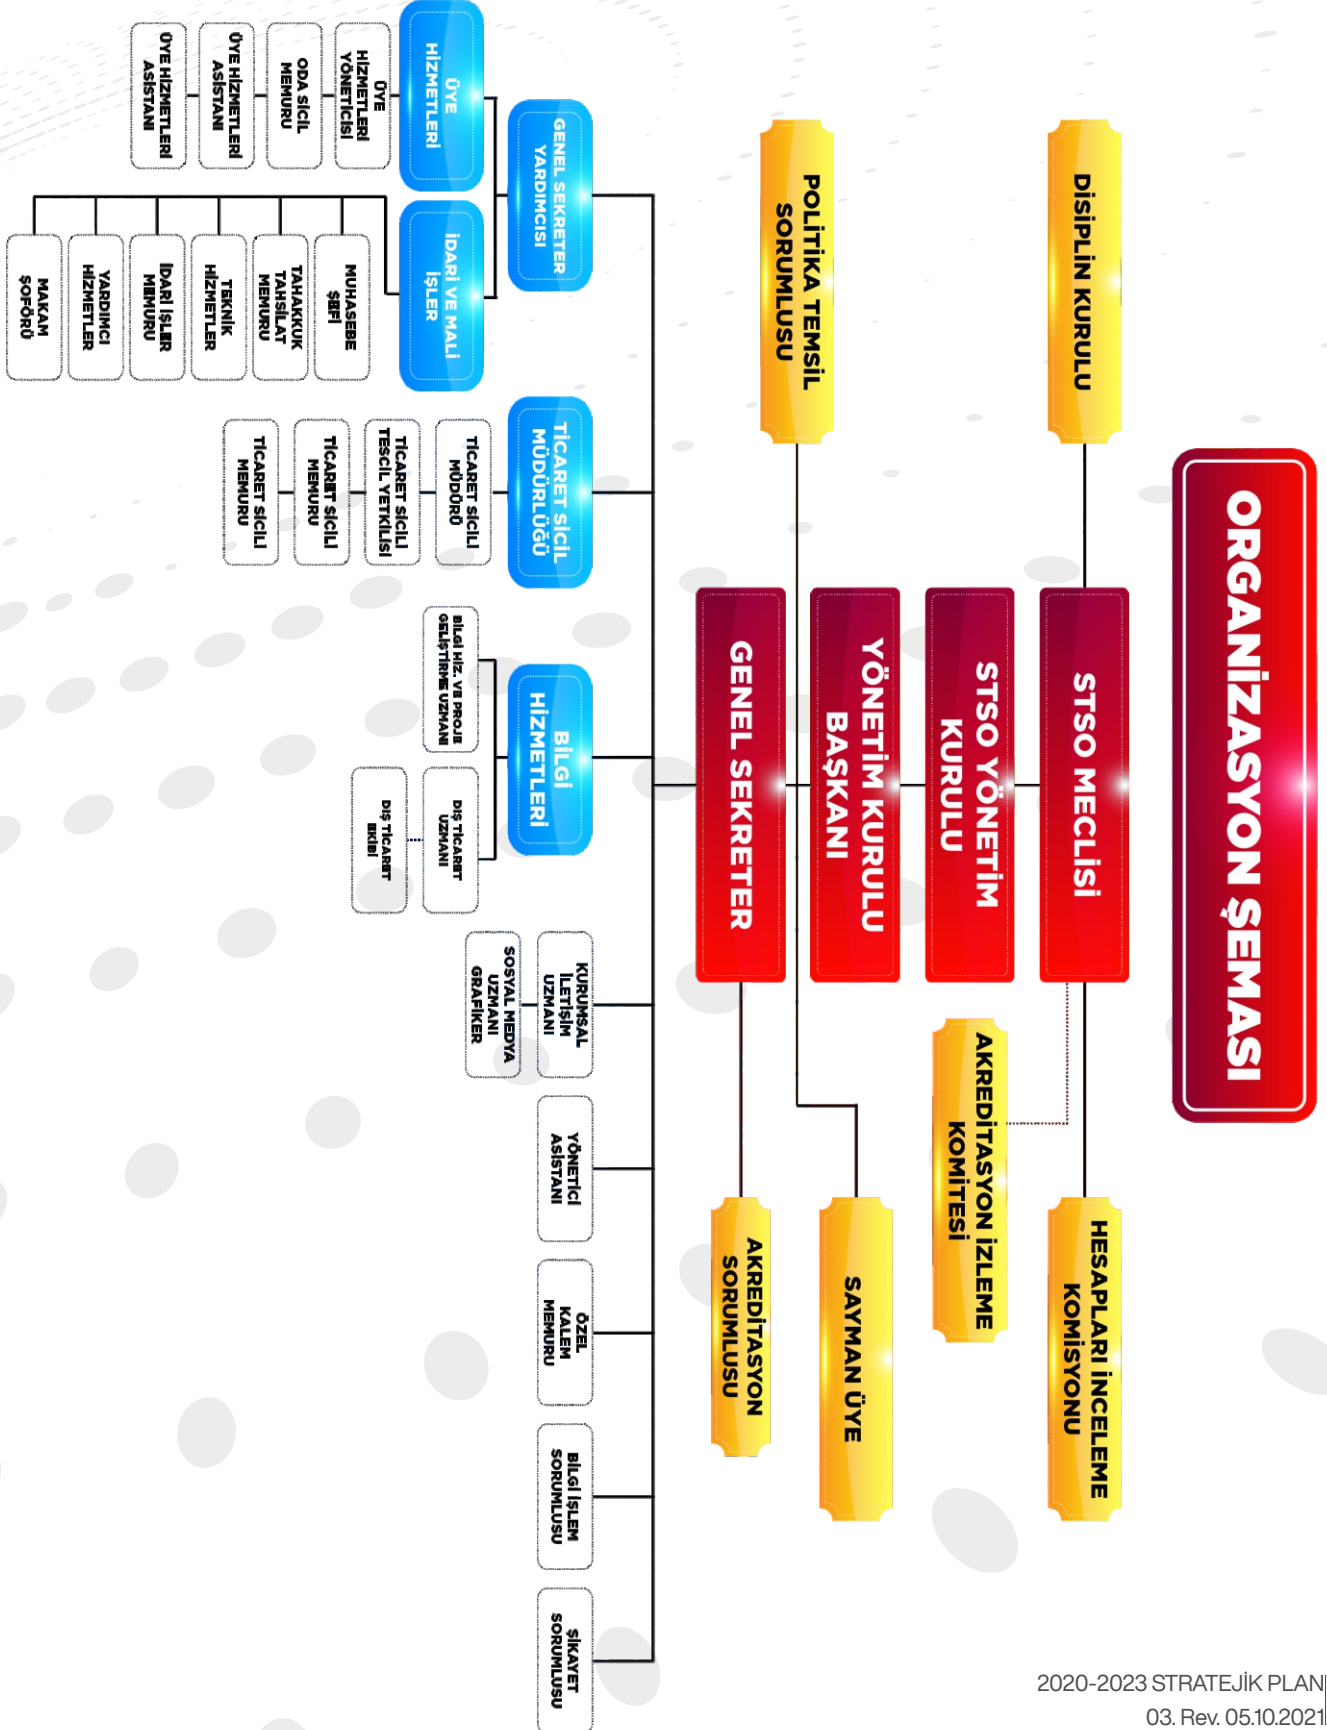 ORGANİZASYON ŞEMASI
DİSİPLİN KURULU
STSO MECLİSİ
HESAPLARI İNCELEME
KOMİSYONU
AKREDİTASYON İZLEME
KOMİTESİ
STSO YÖNETİM
KURULU
POLİTİKA TEMSİL
SORUMLUSU
YÖNETİM KURULU
BAŞKANI
SAYMAN ÜYE
GENEL SEKRETER
AKREDİTASYON
SORUMLUSU
GENEL SEKRETER
YARDIMCISI
TİCARET SİCİL
MÜDÜRLÜĞÜ
BİLGİ
HİZMETLERİ
KURUMSAL
İLETİŞİM
UZMANI
SOSYAL MEDYA
UZMANI
GRAFİKER
YÖNETİCİ
ASİSTANI
ÖZEL
KALEM
MEMURU
BİLGİ İŞLEM
SORUMLUSU
ŞİKAYET
SORUMLUSU
ÜYE
HİZMETLERİ
İDARİ VE MALİ
İŞLER
ÜYE
HİZMETLERİ
YÖNETİCİSİ
ODA SİCİL
MEMURU
ÜYE HİZMETLERİ
ASİSTANI
ÜYE HİZMETLERİ
ASİSTANI
MUHASEBE
ŞEFİ
TAHAKKUK
TAHSİLAT
MEMURU
TEKNİK
HİZMETLER
İDARİ İŞLER
MEMURU
YARDIMCI
HİZMETLER
MAKAM
ŞOFÖRÜ
TİCARET SİCİLİ
MÜDÜRÜ
TİCARET SİCİLİ
TESCİL YETKİLİSİ
TİCARET SİCİLİ
MEMURU
TİCARET SİCİLİ
MEMURU
BİLGİ HİZ. VE PROJE
GELİŞTİRME UZMANI
DIŞ TİCARET
UZMANI
DIŞ TİCARET
EKİBİ
2020-2023 STRATEJİK PLAN
03. Rev. 05.10.2021